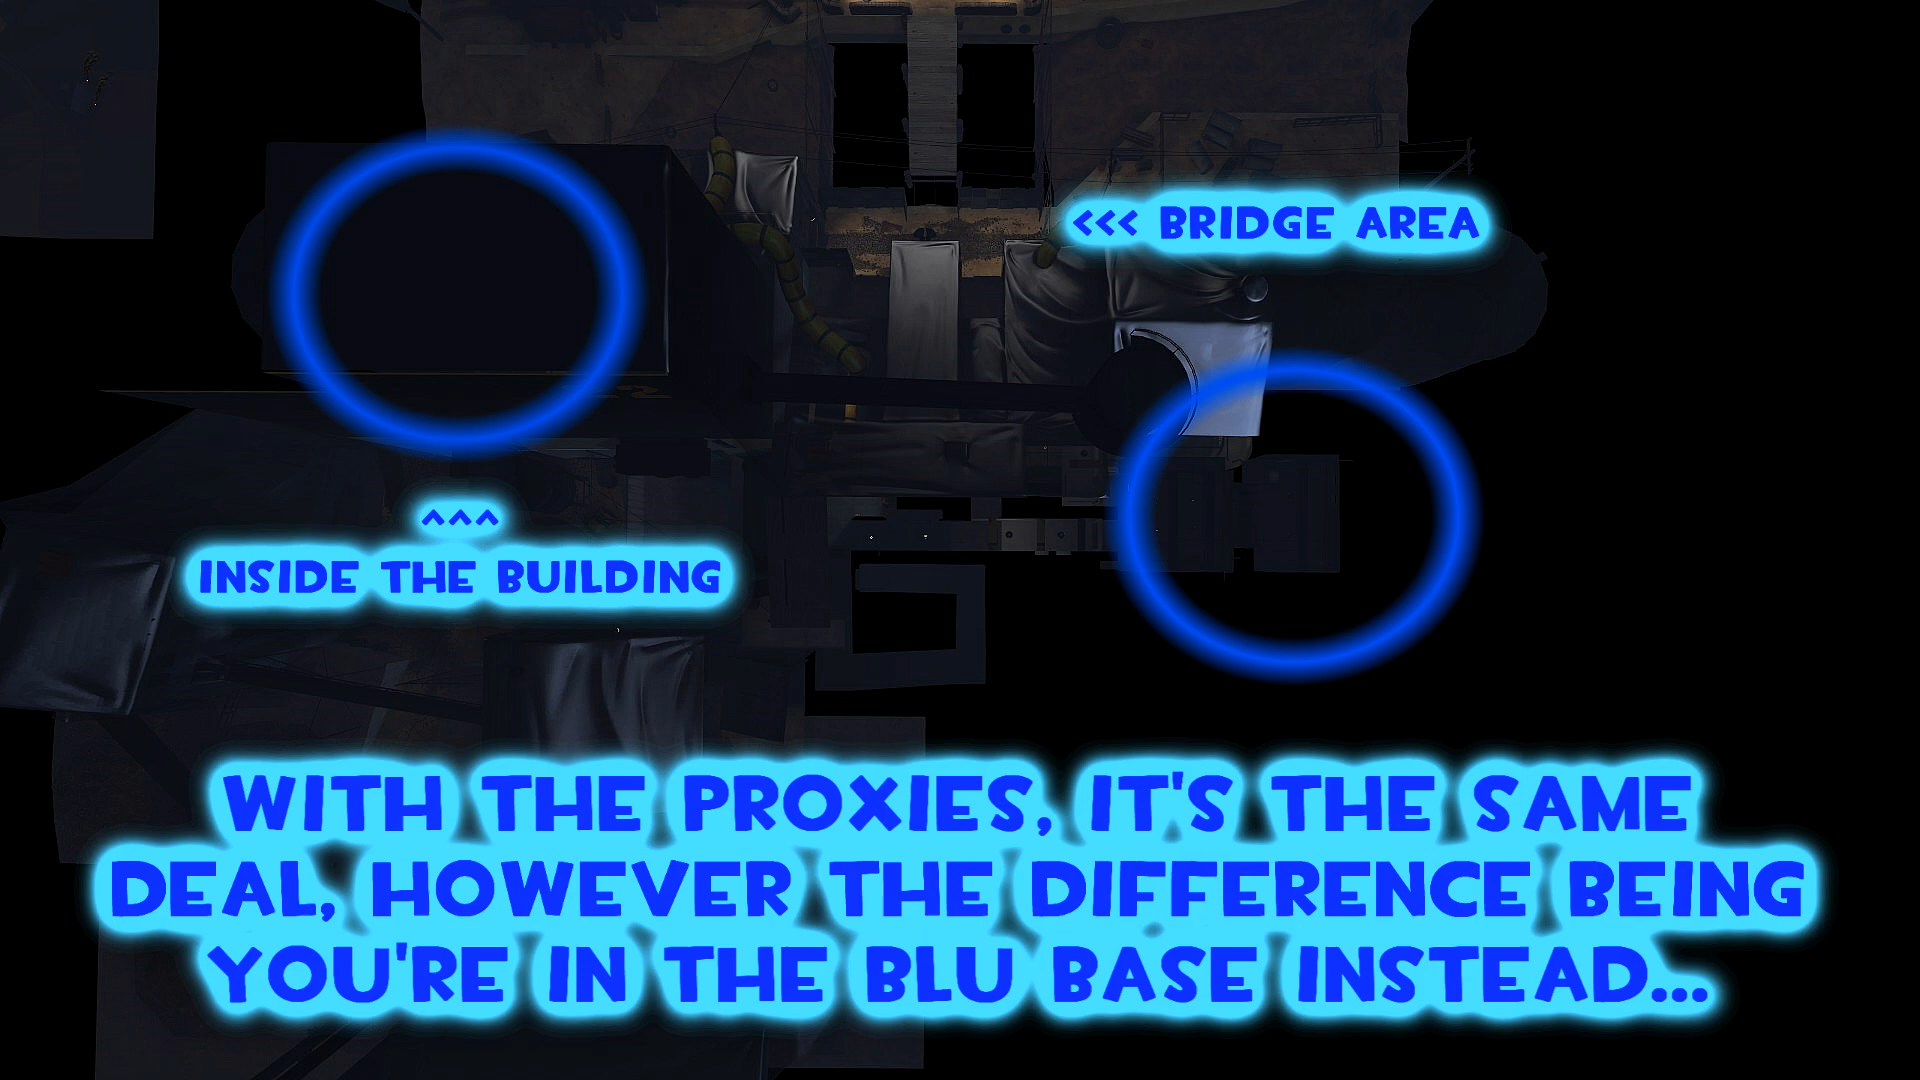 <<< BRIDGE AREA
^^^
INSIDE THE BUILDING
WITH THE PROXIES, IT'S THE SAME
DEAL, HOWEVER THE DIFFERENCE BEING
YOU'RE IN THE BLU BASE INSTEAD...